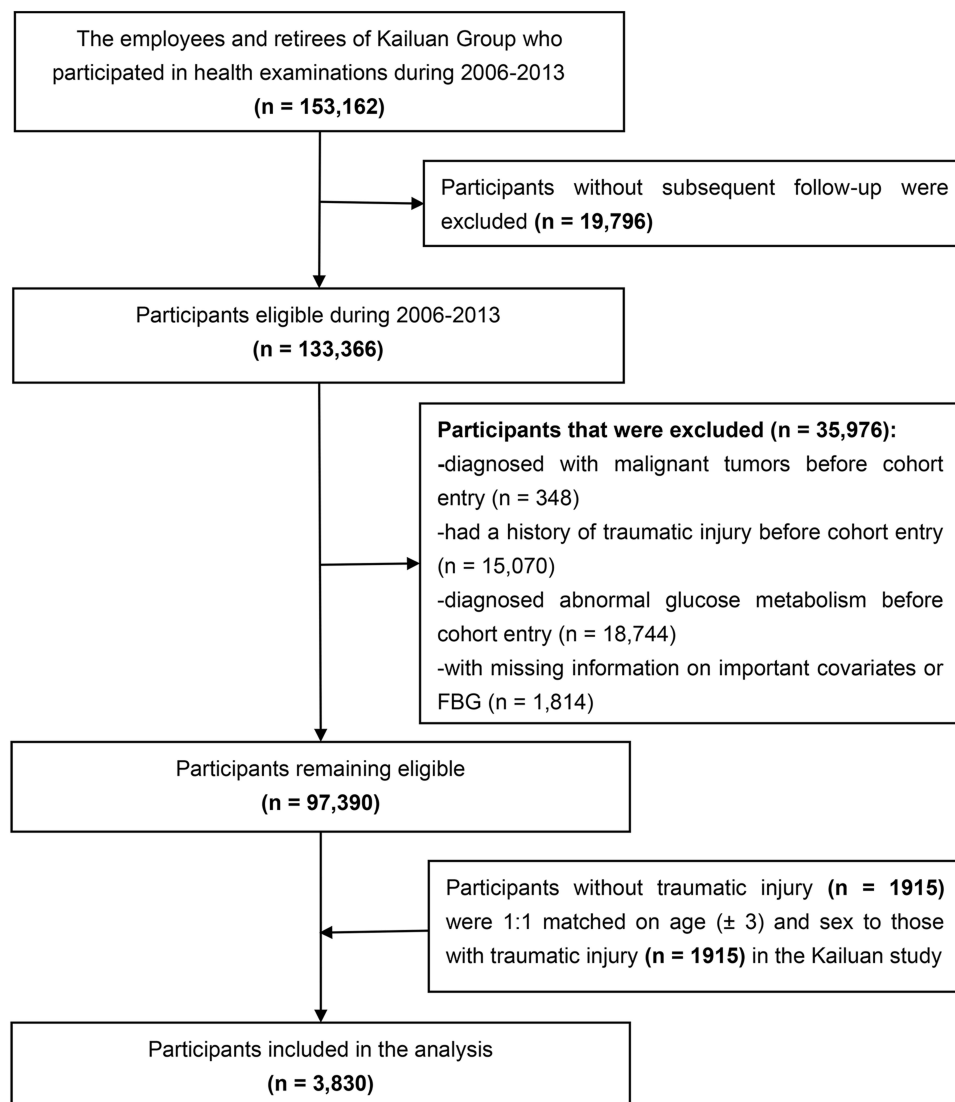 The employees and retirees of Kailuan Group who
participated in health examinations during 2006-2013
(n = 153,162)
Participants without subsequent follow-up were
excluded (n = 19,796)
Participants eligible during 2006-2013
(n = 133,366)
Participants that were excluded (n = 35,976):
-diagnosed with malignant tumors before cohort
entry (n = 348)
-had a history of traumatic injury before cohort entry
(n = 15,070)
-diagnosed abnormal glucose metabolism before
cohort entry (n = 18,744)
-with missing information on important covariates or
FBG (n = 1,814)
Participants remaining eligible
(n = 97,390)
Participants without traumatic injury (n = 1915)
were 1:1 matched on age (± 3) and sex to those
with traumatic injury (n = 1915) in the Kailuan study
Participants included in the analysis
(n = 3,830)